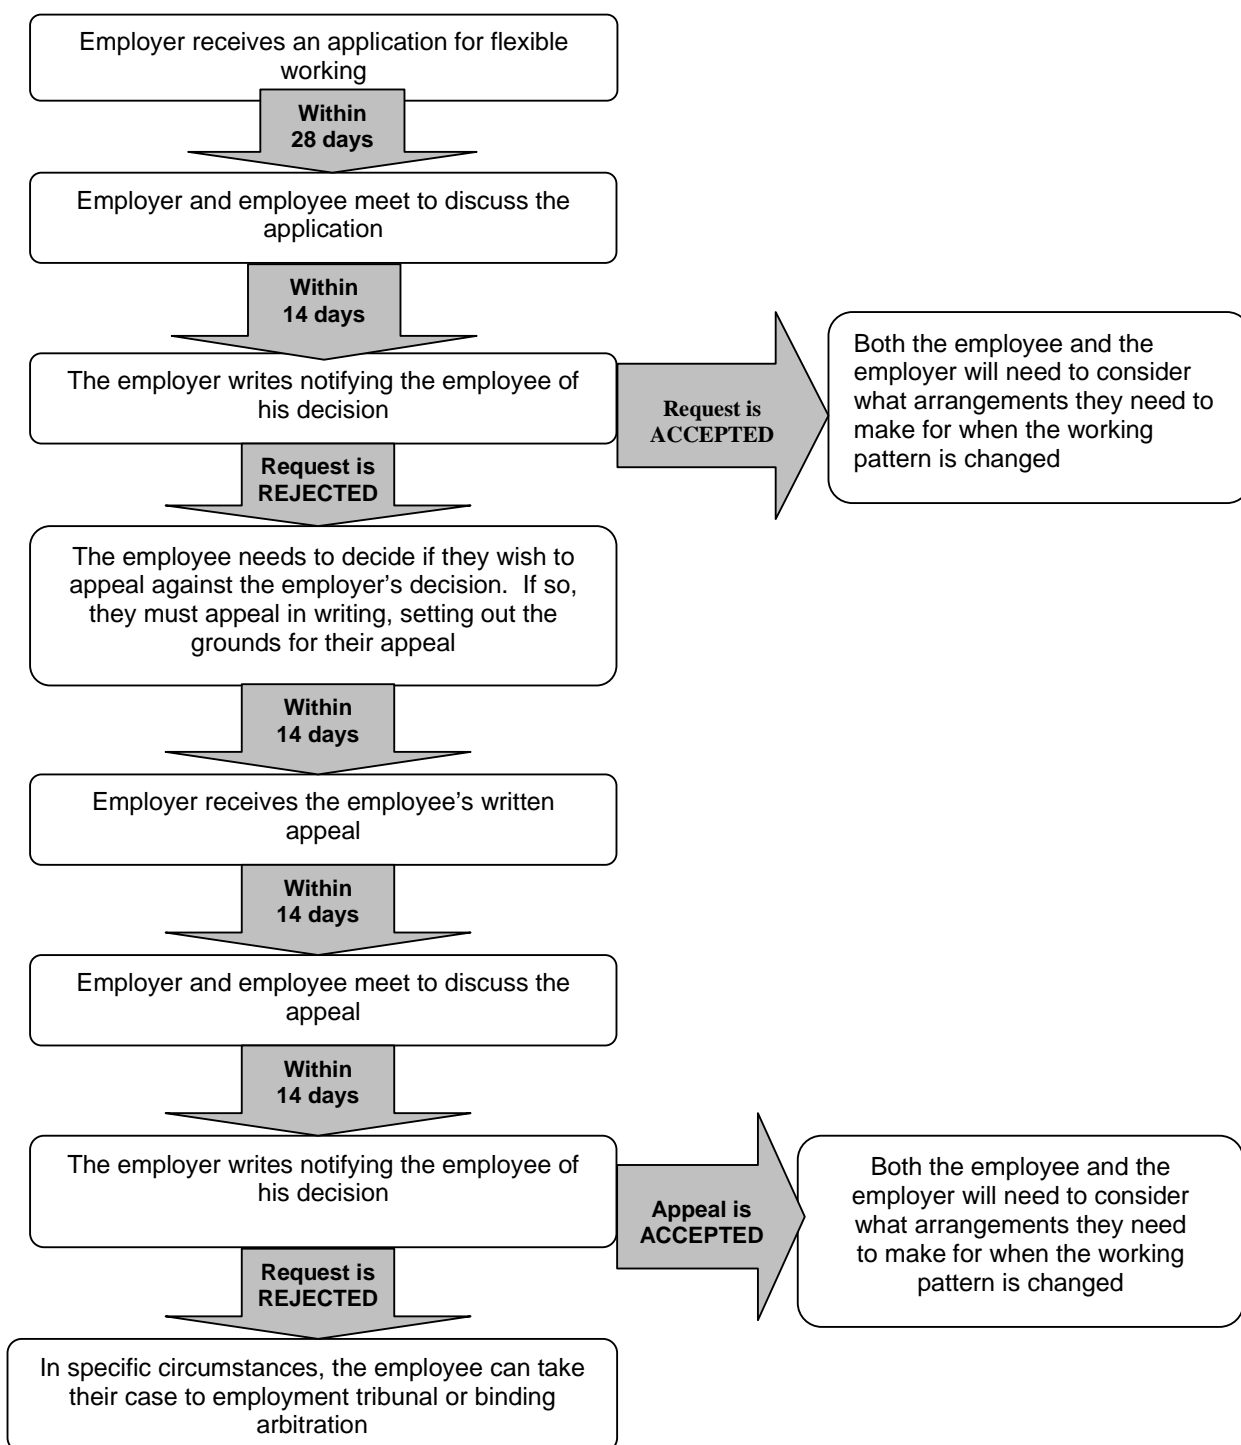 Employer receives an application for flexible
working
Within
28 days
Employer and employee meet to discuss the
application
Within
14 days
The employer writes notifying the employee of
his decision
Request is
ACCEPTED
Both the employee and the
employer will need to consider
what arrangements they need to
make for when the working
pattern is changed
Request is
REJECTED
The employee needs to decide if they wish to
appeal against the employer’s decision.  If so,
they must appeal in writing, setting out the
grounds for their appeal
Within
14 days
Employer receives the employee’s written
appeal
Within
14 days
Employer and employee meet to discuss the
appeal
Within
14 days
The employer writes notifying the employee of
his decision
Appeal is
ACCEPTED
Both the employee and the
employer will need to consider
what arrangements they need
to make for when the working
pattern is changed
Request is
REJECTED
In specific circumstances, the employee can take
their case to employment tribunal or binding
arbitration